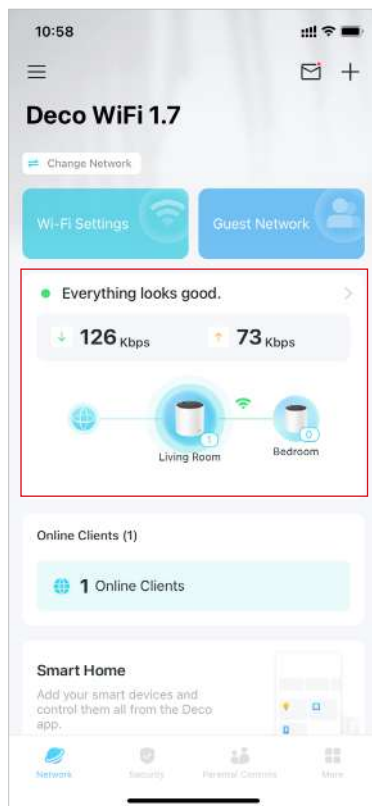 10:58
Deco WiFi 1.7
Change Network
Wi-Fi Settings
Guest Network
Everything looks good.
126 Kbps
73 Kbps
1
0
Living Room
Bedroom
Online Clients (1)
1 Online Clients
Smart Home
Add your smart devices and
control them all from the Deco
app.
Network
Security
Parental Controls
More